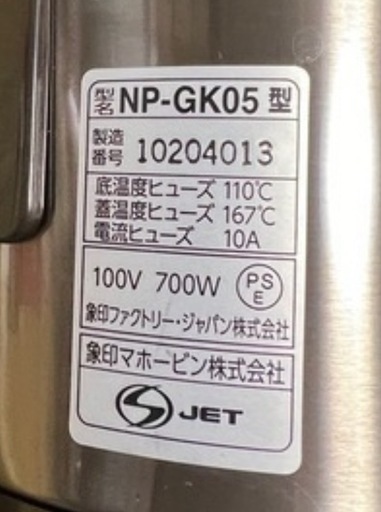 型名 NP-GK05 型
製造番号 10204013
底温度ヒューズ 110℃
蓋温度ヒューズ 167℃
電流ヒューズ 10A
100V 700W PSE
象印ファクトリー・ジャパン株式会社
象印マホービン株式会社
S JET